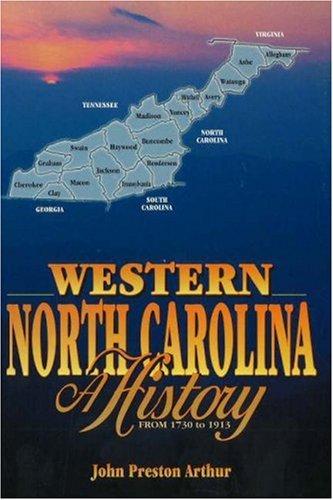 VIRGINIA
Alleghany
Ashe
Watauga
Mitchell
Avery
TENNESSEE
Madison
Yancey
NORTH
CAROLINA
Buncombe
Swain
Haywood
Graham
Henderson
Jackson
Cherokee
Macon
Transylvania
Clay
SOUTH
CAROLINA
GEORGIA
WESTERN
NORTH CAROLINA
A History
FROM 1730 to 1913
John Preston Arthur